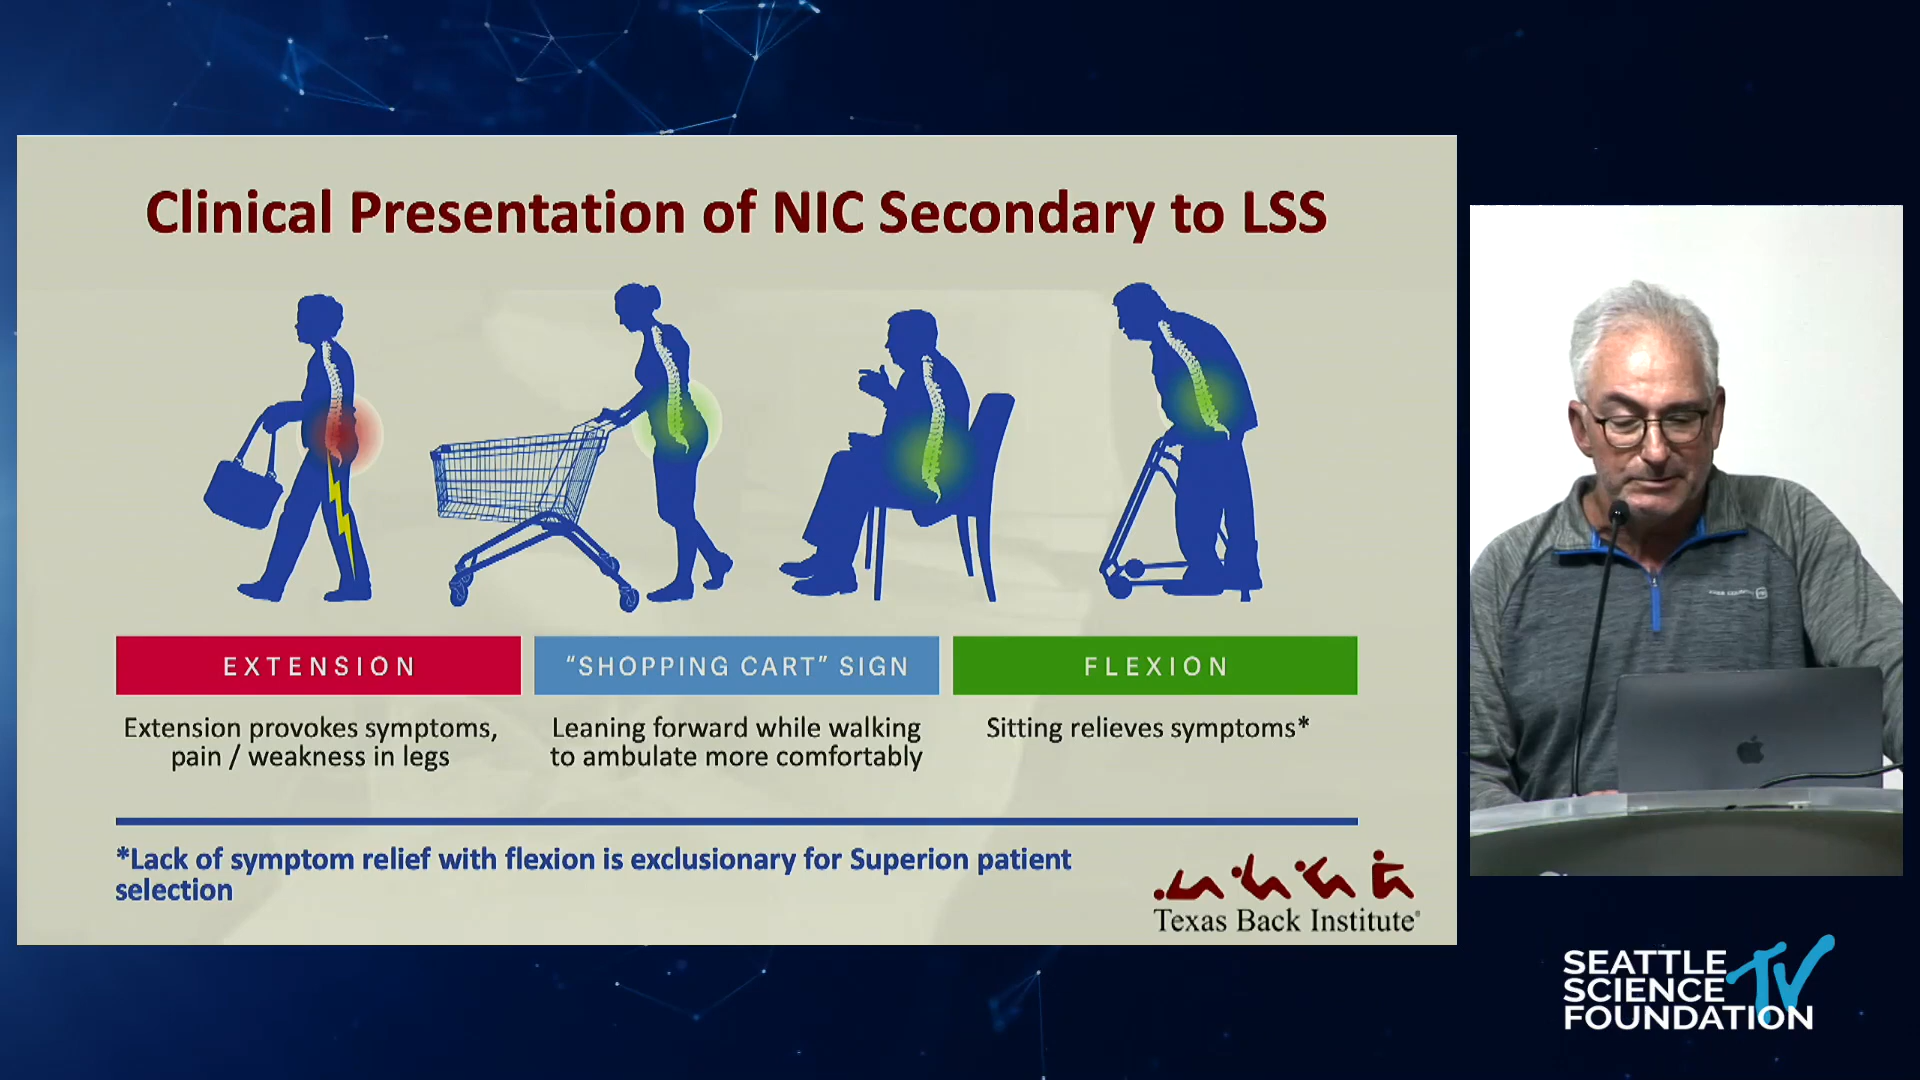 Clinical Presentation of NIC Secondary to LSS
EXTENSION
"SHOPPING CART" SIGN
FLEXION
Extension provokes symptoms,
pain / weakness in legs
Leaning forward while walking
to ambulate more comfortably
Sitting relieves symptoms*
*Lack of symptom relief with flexion is exclusionary for Superion patient
selection
Texas Back Institute
SEATTLE
SCIENCE
FOUNDATION
TV